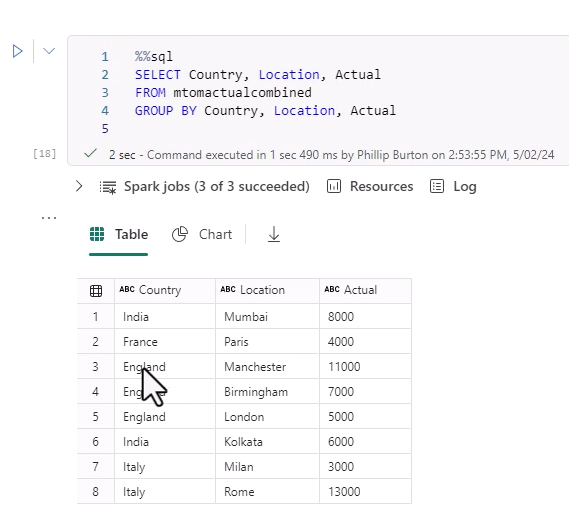 1 %%sql
2 SELECT Country, Location, Actual
3 FROM mtomactualcombined
4 GROUP BY Country, Location, Actual
5
[18] 2 sec - Command executed in 1 sec 490 ms by Phillip Burton on 2:53:55 PM, 5/02/24
Spark jobs (3 of 3 succeeded) Resources Log
...
Table Chart
ABC Country ABC Location ABC Actual
1 India Mumbai 8000
2 France Paris 4000
3 England Manchester 11000
4 England Birmingham 7000
5 England London 5000
6 India Kolkata 6000
7 Italy Milan 3000
8 Italy Rome 13000